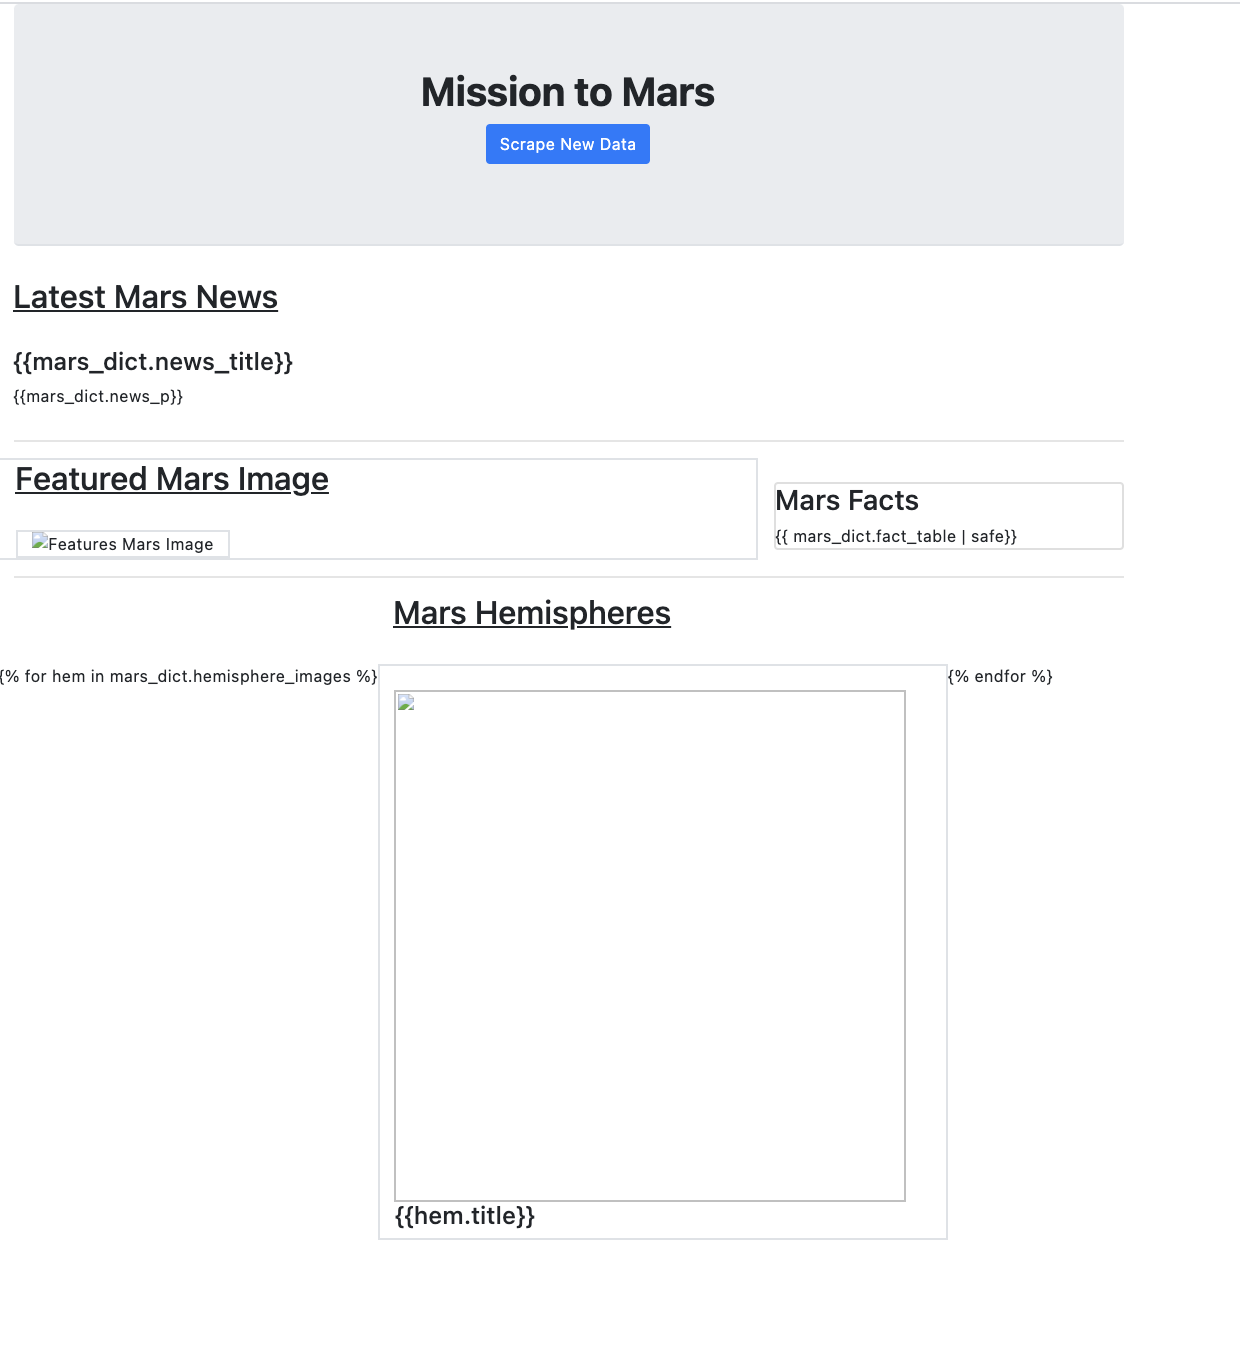 Mission to Mars
Scrape New Data
Latest Mars News
{{mars_dict.news_title}}
{{mars_dict.news_p}}
Featured Mars Image
Features Mars Image
Mars Facts
{{ mars_dict.fact_table | safe}}
Mars Hemispheres
{% for hem in mars_dict.hemisphere_images %}
{% endfor %}
{{hem.title}}